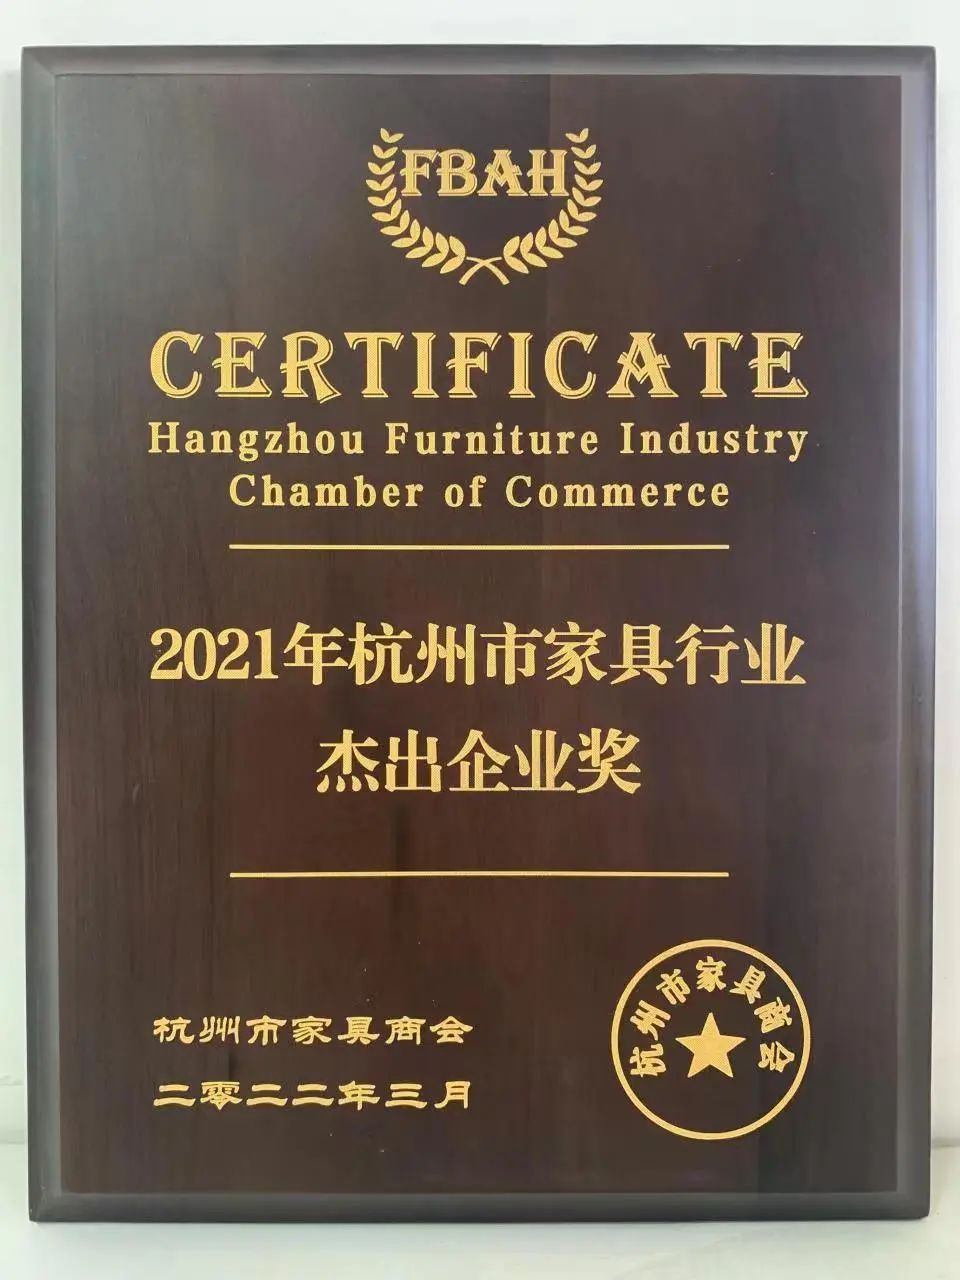 FBAH
CERTIFICATE
Hangzhou Furniture Industry
Chamber of Commerce
2021年杭州市家具行业
杰出企业奖
杭州市家具商会
二零二二年三月
杭州市家具商会